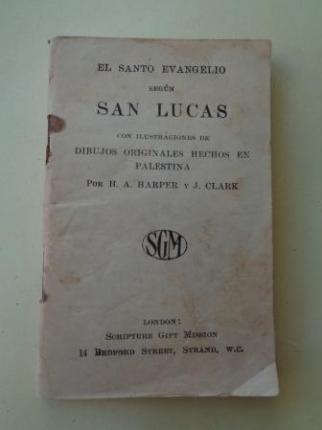 EL SANTO EVANGELIO
SEGÚN
SAN LUCAS
CON ILUSTRACIONES DE
DIBUJOS ORIGINALES HECHOS EN
PALESTINA
POR H. A. HARPER Y J. CLARK
SGM
LONDON:
SCRIPTURE GIFT MISSION
14 BEDFORD STREET, STRAND, W.C.